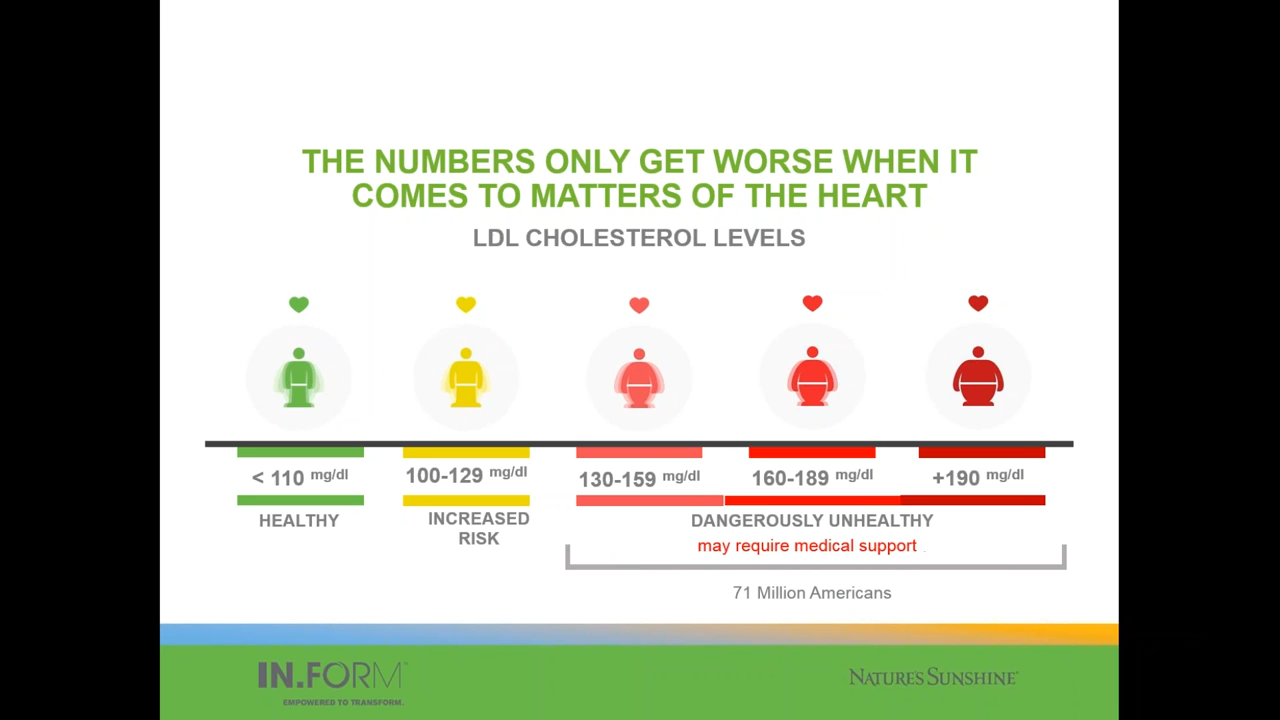 THE NUMBERS ONLY GET WORSE WHEN IT
COMES TO MATTERS OF THE HEART
LDL CHOLESTEROL LEVELS
< 110 mg/dl
100-129 mg/dl
130-159 mg/dl
160-189 mg/dl
+190 mg/dl
HEALTHY
INCREASED
RISK
DANGEROUSLY UNHEALTHY
may require medical support
71 Million Americans
IN.FORM™
EMPOWERED TO TRANSFORM.
NATURE'S SUNSHINE®